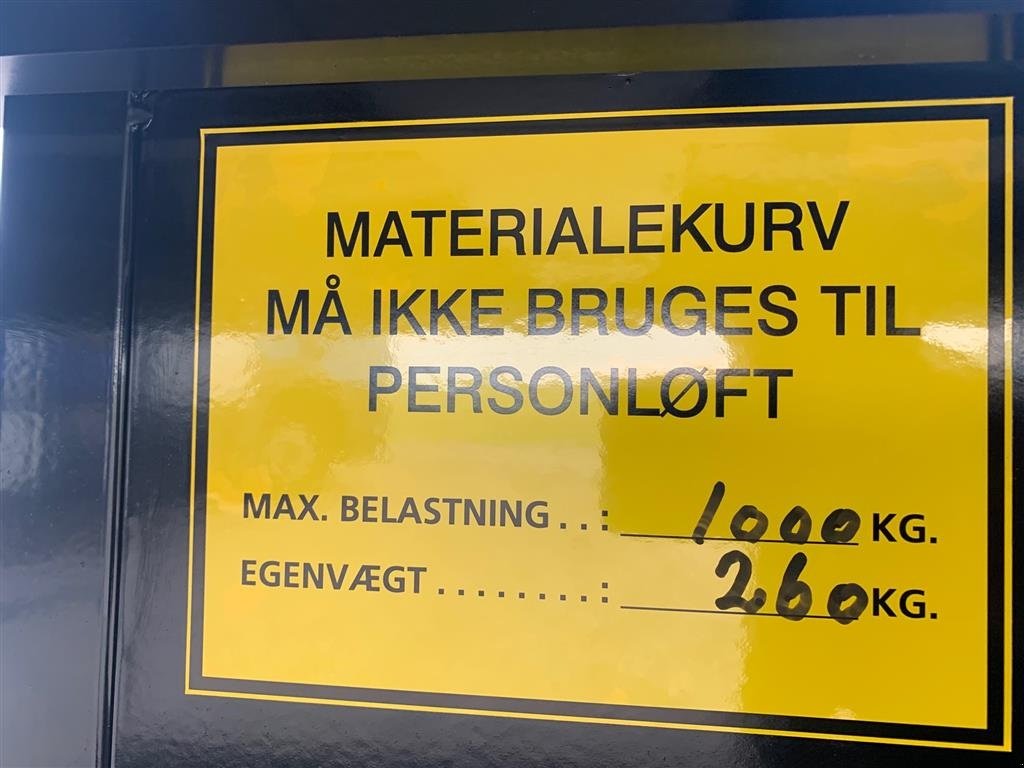 MATERIALEKURV
MÅ IKKE BRUGES TIL
PERSONLØFT
MAX. BELASTNING..: 1000 KG.
EGENVÆGT ........: 260 KG.